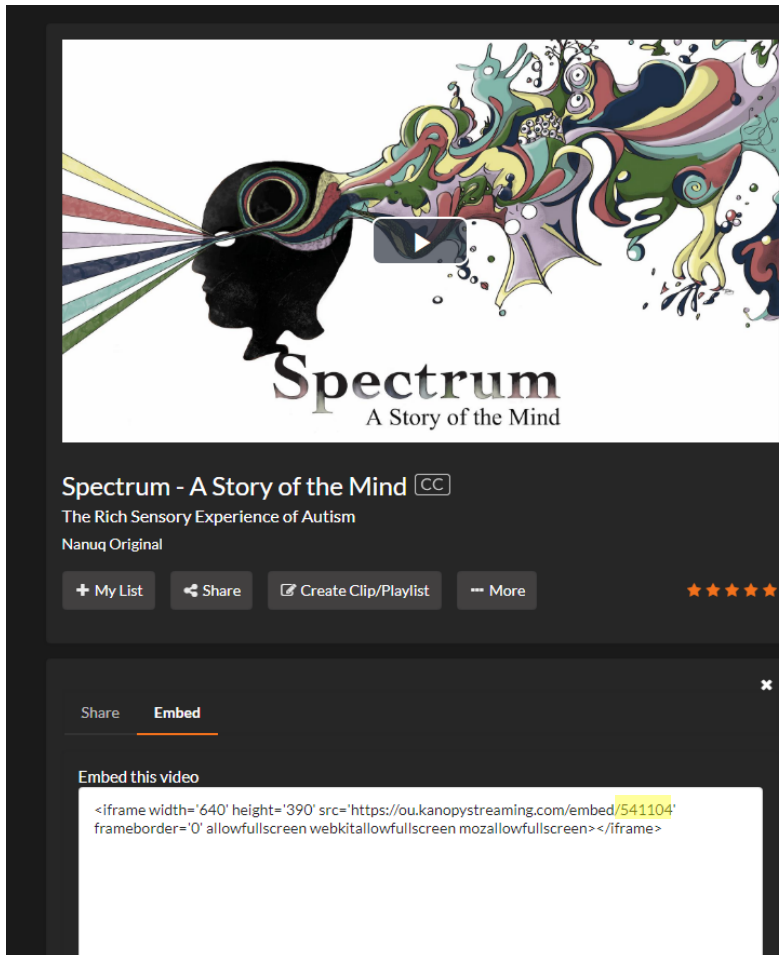 Spectrum
A Story of the Mind
Spectrum - A Story of the Mind CC
The Rich Sensory Experience of Autism
Nanuq Original
+ My List Share Create Clip/Playlist ··· More
Share Embed
Embed this video
<iframe width='640' height='390' src='https://ou.kanopystreaming.com/embed/541104'
frameborder='0' allowfullscreen webkitallowfullscreen mozallowfullscreen></iframe>